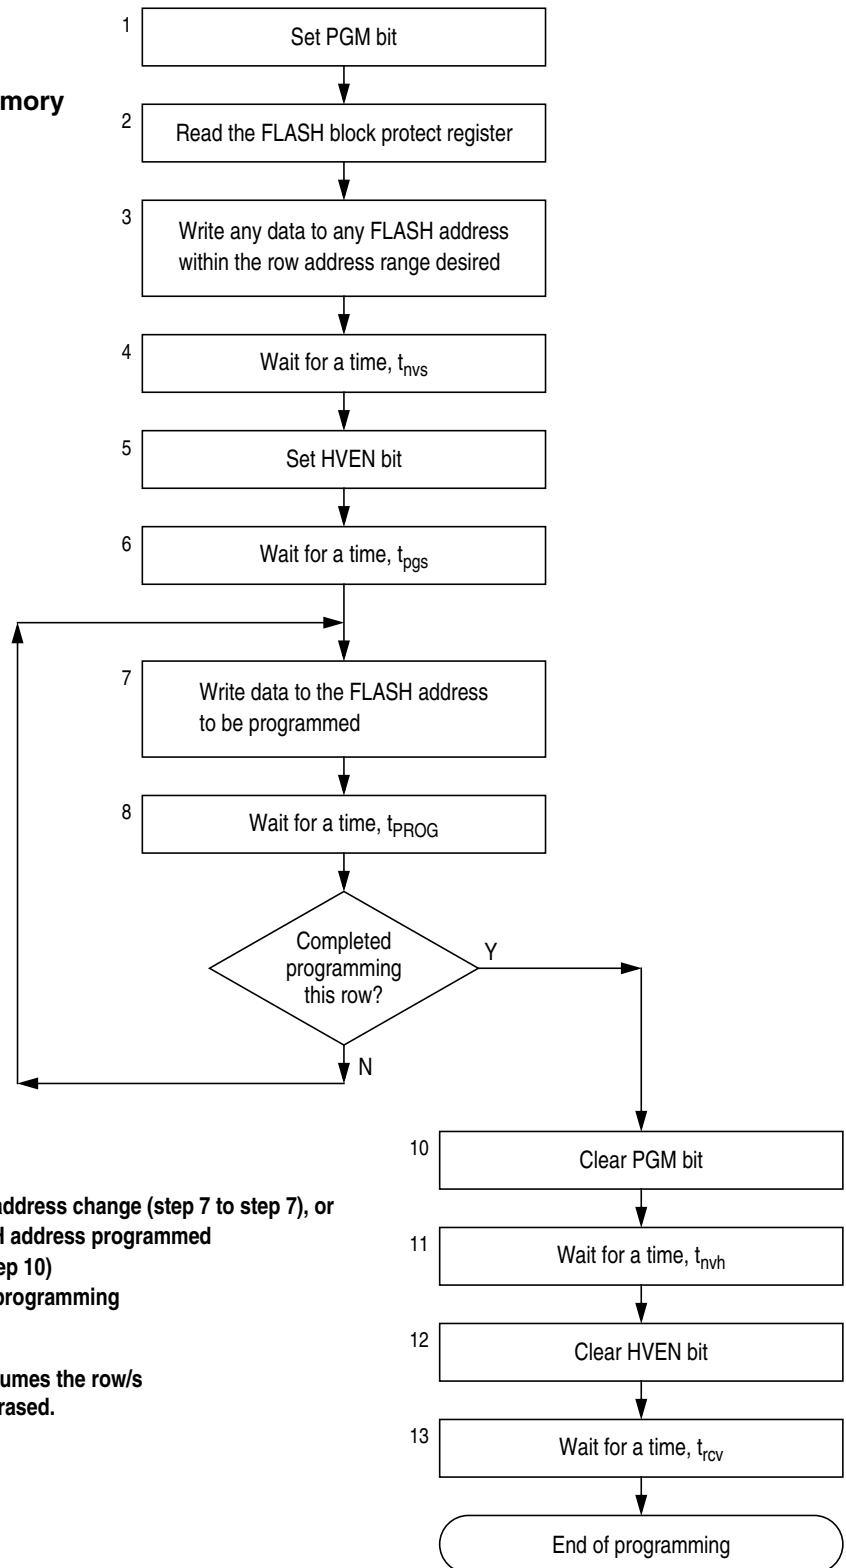 1
Set PGM bit
mory
2
Read the FLASH block protect register
3
Write any data to any FLASH address
within the row address range desired
4
Wait for a time, tnvs
5
Set HVEN bit
6
Wait for a time, tpgs
7
Write data to the FLASH address
to be programmed
8
Wait for a time, tPROG
Completed
programming
this row?
Y
N
10
Clear PGM bit
address change (step 7 to step 7), or
H address programmed
ep 10)
programming
11
Wait for a time, tnvh
umes the row/s
rased.
12
Clear HVEN bit
13
Wait for a time, trcv
End of programming